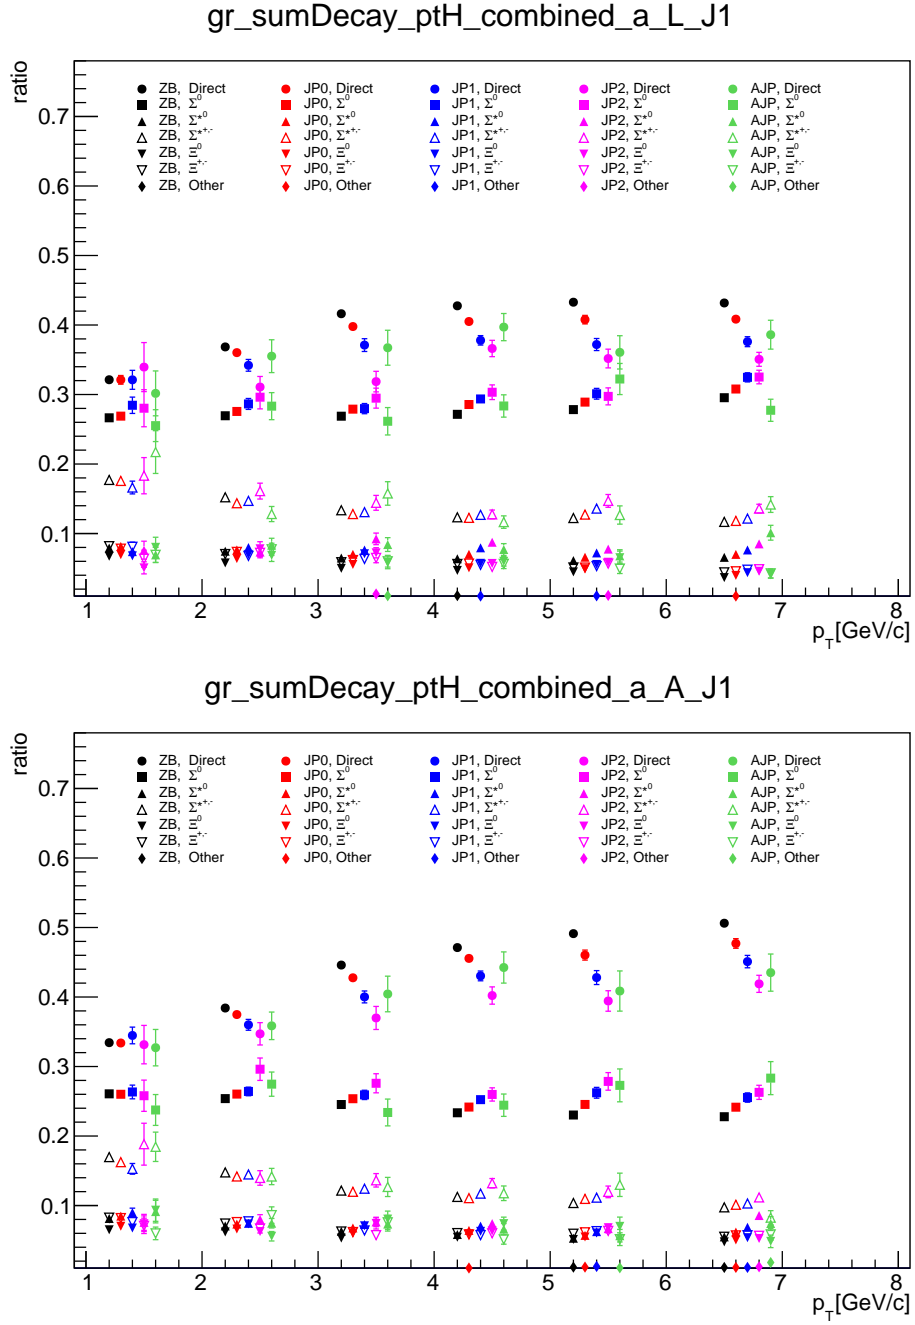 gr_sumDecay_ptH_combined_a_L_J1
ratio
ZB, Direct JP0, Direct JP1, Direct JP2, Direct AJP, Direct
ZB, Σ⁰ JP0, Σ⁰ JP1, Σ⁰ JP2, Σ⁰ AJP, Σ⁰
ZB, Σ*⁰ JP0, Σ*⁰ JP1, Σ*⁰ JP2, Σ*⁰ AJP, Σ*⁰
ZB, Σ*⁺,⁻ JP0, Σ*⁺,⁻ JP1, Σ*⁺,⁻ JP2, Σ*⁺,⁻ AJP, Σ*⁺,⁻
ZB, Ξ⁰ JP0, Ξ⁰ JP1, Ξ⁰ JP2, Ξ⁰ AJP, Ξ⁰
ZB, Ξ⁺,⁻ JP0, Ξ⁺,⁻ JP1, Ξ⁺,⁻ JP2, Ξ⁺,⁻ AJP, Ξ⁺,⁻
ZB, Other JP0, Other JP1, Other JP2, Other AJP, Other
0.7
0.6
0.5
0.4
0.3
0.2
0.1
1 2 3 4 5 6 7 8
p_T[GeV/c]
gr_sumDecay_ptH_combined_a_A_J1
ratio
ZB, Direct JP0, Direct JP1, Direct JP2, Direct AJP, Direct
ZB, Σ⁰ JP0, Σ⁰ JP1, Σ⁰ JP2, Σ⁰ AJP, Σ⁰
ZB, Σ*⁰ JP0, Σ*⁰ JP1, Σ*⁰ JP2, Σ*⁰ AJP, Σ*⁰
ZB, Σ*⁺,⁻ JP0, Σ*⁺,⁻ JP1, Σ*⁺,⁻ JP2, Σ*⁺,⁻ AJP, Σ*⁺,⁻
ZB, Ξ⁰ JP0, Ξ⁰ JP1, Ξ⁰ JP2, Ξ⁰ AJP, Ξ⁰
ZB, Ξ⁺,⁻ JP0, Ξ⁺,⁻ JP1, Ξ⁺,⁻ JP2, Ξ⁺,⁻ AJP, Ξ⁺,⁻
ZB, Other JP0, Other JP1, Other JP2, Other AJP, Other
0.7
0.6
0.5
0.4
0.3
0.2
0.1
1 2 3 4 5 6 7 8
p_T[GeV/c]